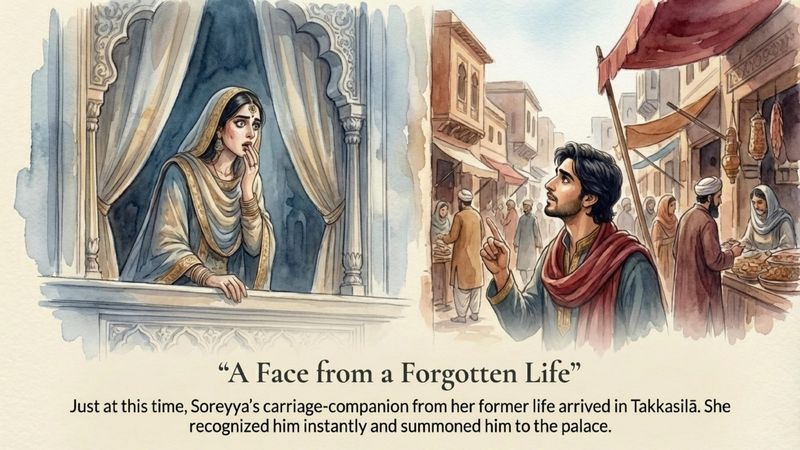 “A Face from a Forgotten Life”
Just at this time, Soreyya’s carriage-companion from her former life arrived in Takkasilā. She
recognized him instantly and summoned him to the palace.